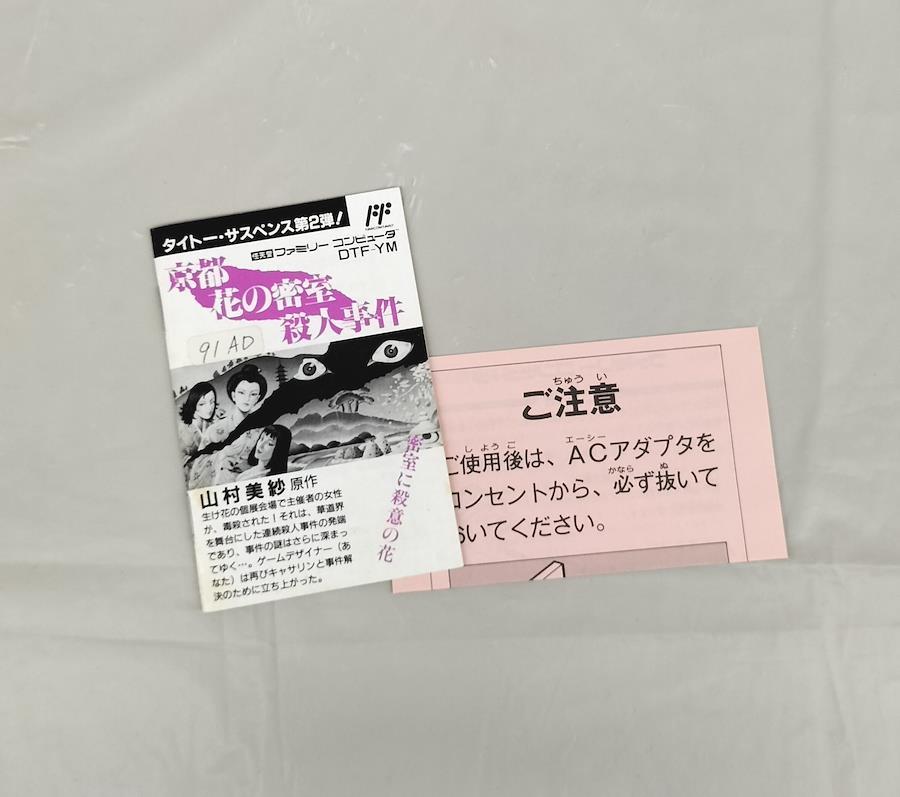 タイトー・サスペンス第2弾!
任天堂 ファミリー コンピュータ
DTF-YM
京都
花の密室
殺人事件
91 AD
密室に殺意の花
山村美紗 原作
生け花の個展会場で主催者の女性
が、毒殺された!それは、華道界
を舞台にした連続殺人事件の発端
であり、事件の謎はさらに深まっ
てゆく…。ゲームデザイナー(あ
なた)は再びキャサリンと事件解
決のために立ち上がった。
ちゅう い
ご注意
しようご
ご使用後は、ACアダプタを
エーシー
コンセントから、必ず抜いて
かなら ぬ
おいてください。